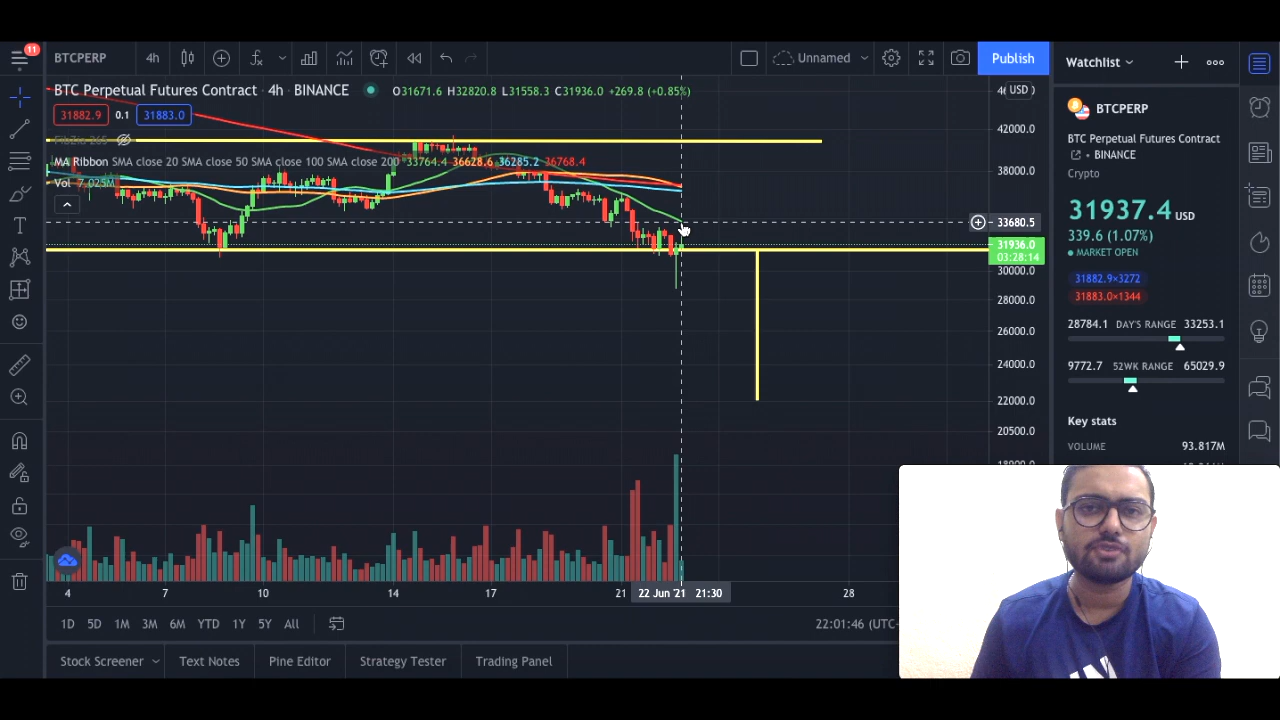 11
BTCPERP
4h
Unnamed
Publish
Watchlist
BTC Perpetual Futures Contract · 4h · BINANCE
O31671.6 H32820.8 L31558.3 C31936.0 +269.8 (+0.85%)
USD
31882.9
0.1
31883.0
MA Ribbon SMA close 20 SMA close 50 SMA close 100 SMA close 200 33764.4 36628.6 36285.2 36768.4
Vol 7.025M
42000.0
38000.0
33680.5
31936.0
03:28:14
30000.0
28000.0
26000.0
24000.0
22000.0
20500.0
4
7
10
14
17
21
22 Jun '21 21:30
28
1D
5D
1M
3M
6M
YTD
1Y
5Y
All
22:01:46 (UTC-
Stock Screener
Text Notes
Pine Editor
Strategy Tester
Trading Panel
BTCPERP
BTC Perpetual Futures Contract
• BINANCE
Crypto
31937.4 USD
339.6 (1.07%)
MARKET OPEN
31882.9×3272
31883.0×1344
28784.1 DAY'S RANGE 33253.1
9772.7 52WK RANGE 65029.9
Key stats
VOLUME 93.817M